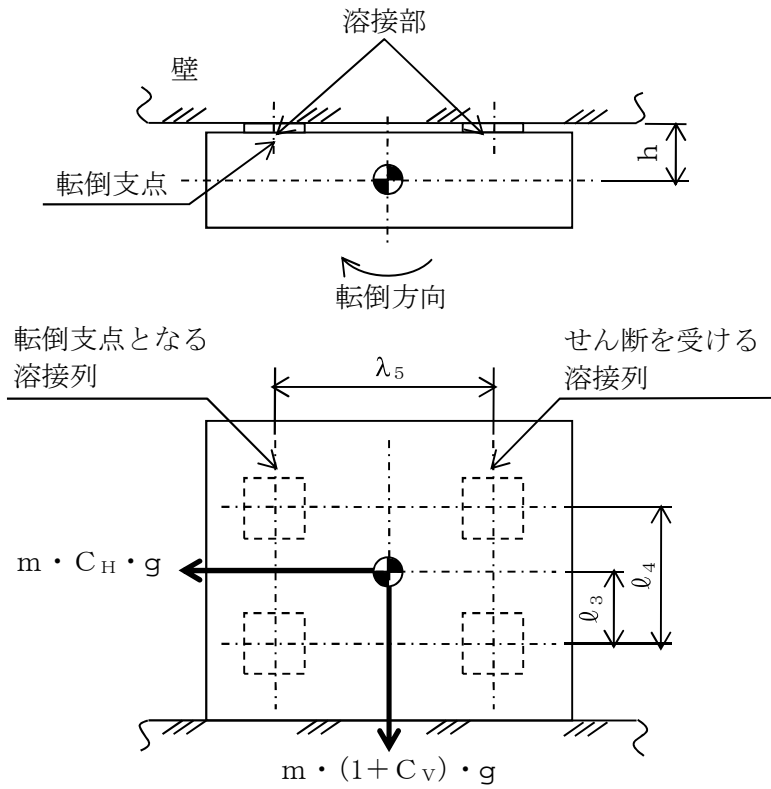 溶接部
壁
h
転倒支点
転倒方向
転倒支点となる
溶接列
せん断を受ける
溶接列
λ₅
m・C_H・g
ℓ₃
ℓ₄
m・(1+C_V)・g